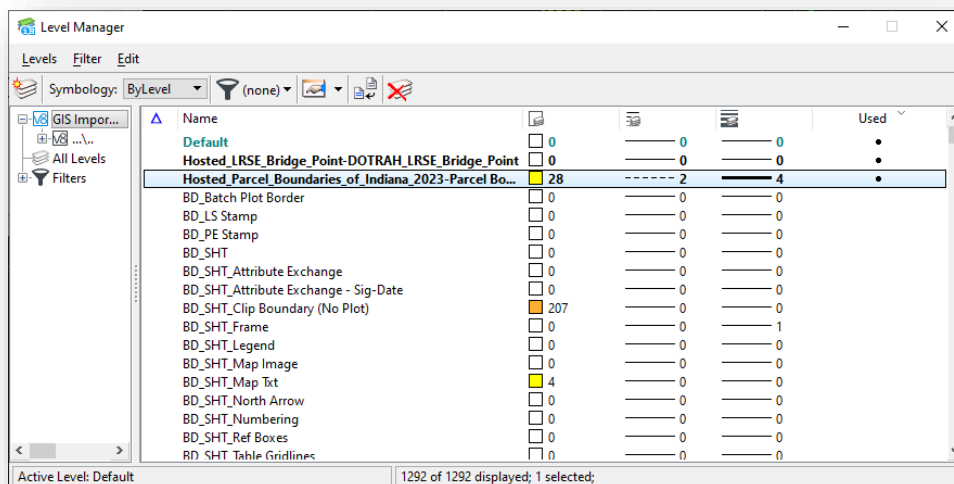 Level Manager
Levels Filter Edit
Symbology: ByLevel (none)
GIS Impor... Name Used
...\..
All Levels
Filters
Default 0 0 0
Hosted_LRSE_Bridge_Point-DOTRAH_LRSE_Bridge_Point 0 0 0
Hosted_Parcel_Boundaries_of_Indiana_2023-Parcel Bo... 28 2 4
BD_Batch Plot Border 0 0 0
BD_LS Stamp 0 0 0
BD_PE Stamp 0 0 0
BD_SHT 0 0 0
BD_SHT_Attribute Exchange 0 0 0
BD_SHT_Attribute Exchange - Sig-Date 0 0 0
BD_SHT_Clip Boundary (No Plot) 207 0 0
BD_SHT_Frame 0 0 1
BD_SHT_Legend 0 0 0
BD_SHT_Map Image 0 0 0
BD_SHT_Map Txt 4 0 0
BD_SHT_North Arrow 0 0 0
BD_SHT_Numbering 0 0 0
BD_SHT_Ref Boxes 0 0 0
BD_SHT_Table Gridlines 0 0 0
Active Level: Default 1292 of 1292 displayed; 1 selected;